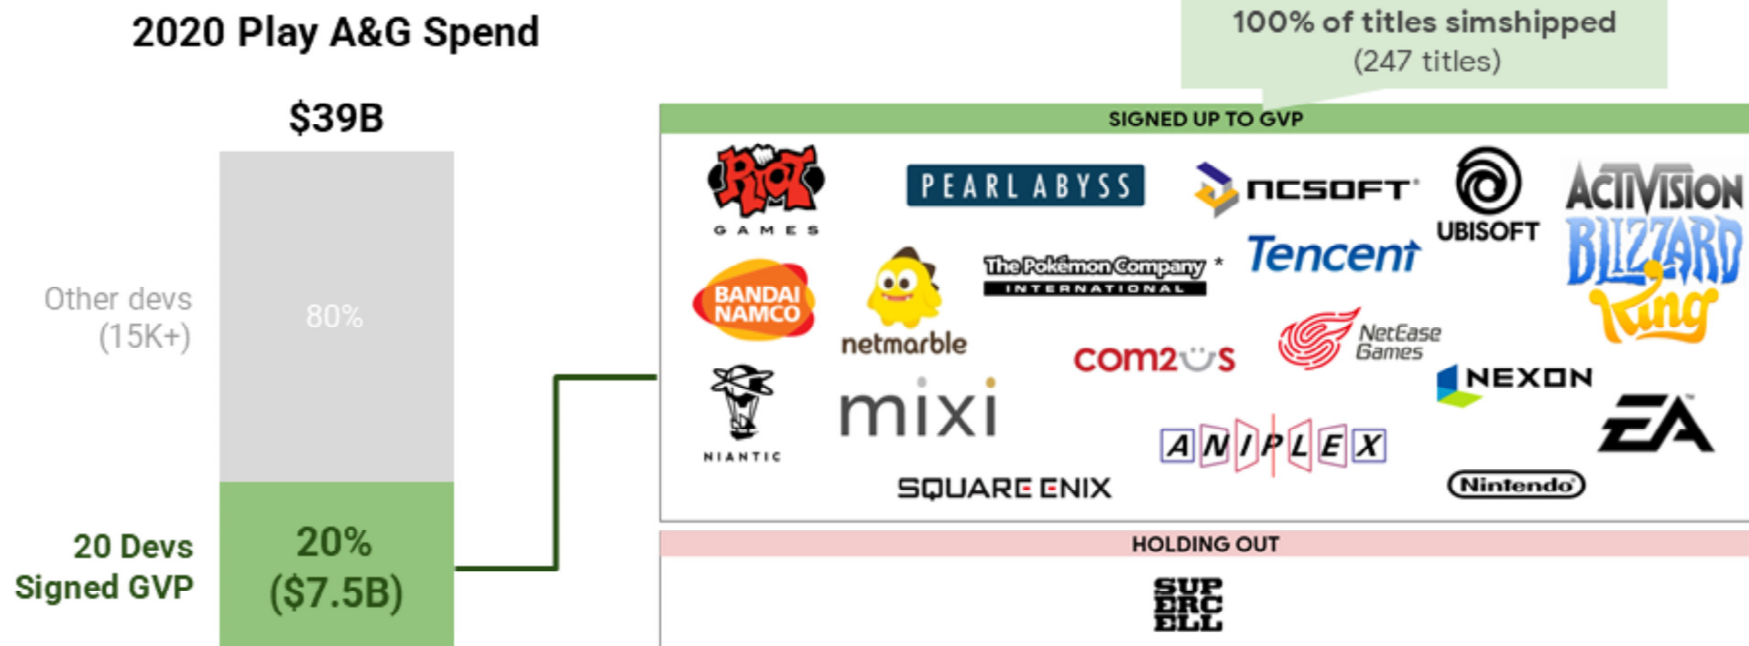 2020 Play A&G Spend
$39B
Other devs
(15K+)
80%
20 Devs
Signed GVP
20%
($7.5B)
100% of titles simshipped
(247 titles)
SIGNED UP TO GVP
RIOT
GAMES
PEARL ABYSS
NCSOFT
UBISOFT
ACTIVISION
BLIZZARD
King
BANDAI
NAMCO
netmarble
The Pokémon Company *
INTERNATIONAL
Tencent
com2us
NetEase
Games
NIANTIC
mixi
NEXON
EA
ANIPLEX
SQUARE ENIX
Nintendo
HOLDING OUT
SUP
ERC
ELL